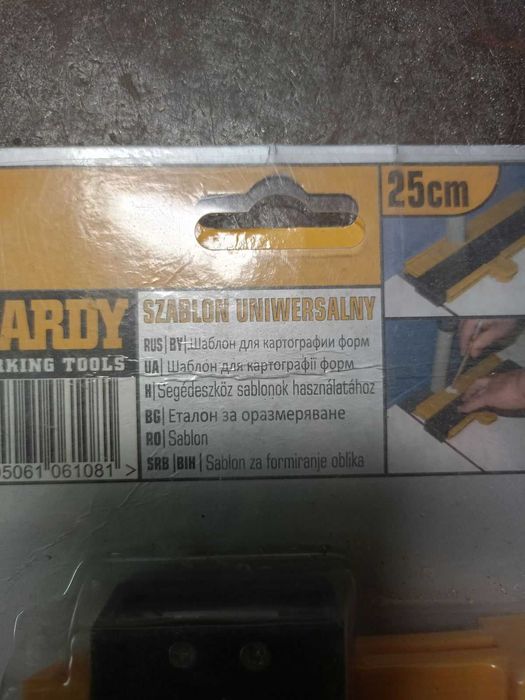 25cm
ARDY
RKING TOOLS
SZABLON UNIWERSALNY
RUS|BY|Шаблон для картографии форм
UA|Шаблон для картографії форм
H|Segédeszköz sablonok használatához
BG|Еталон за оразмеряване
RO|Sablon
SRB|BIH|Sablon za formiranje oblika
05061 061081 >